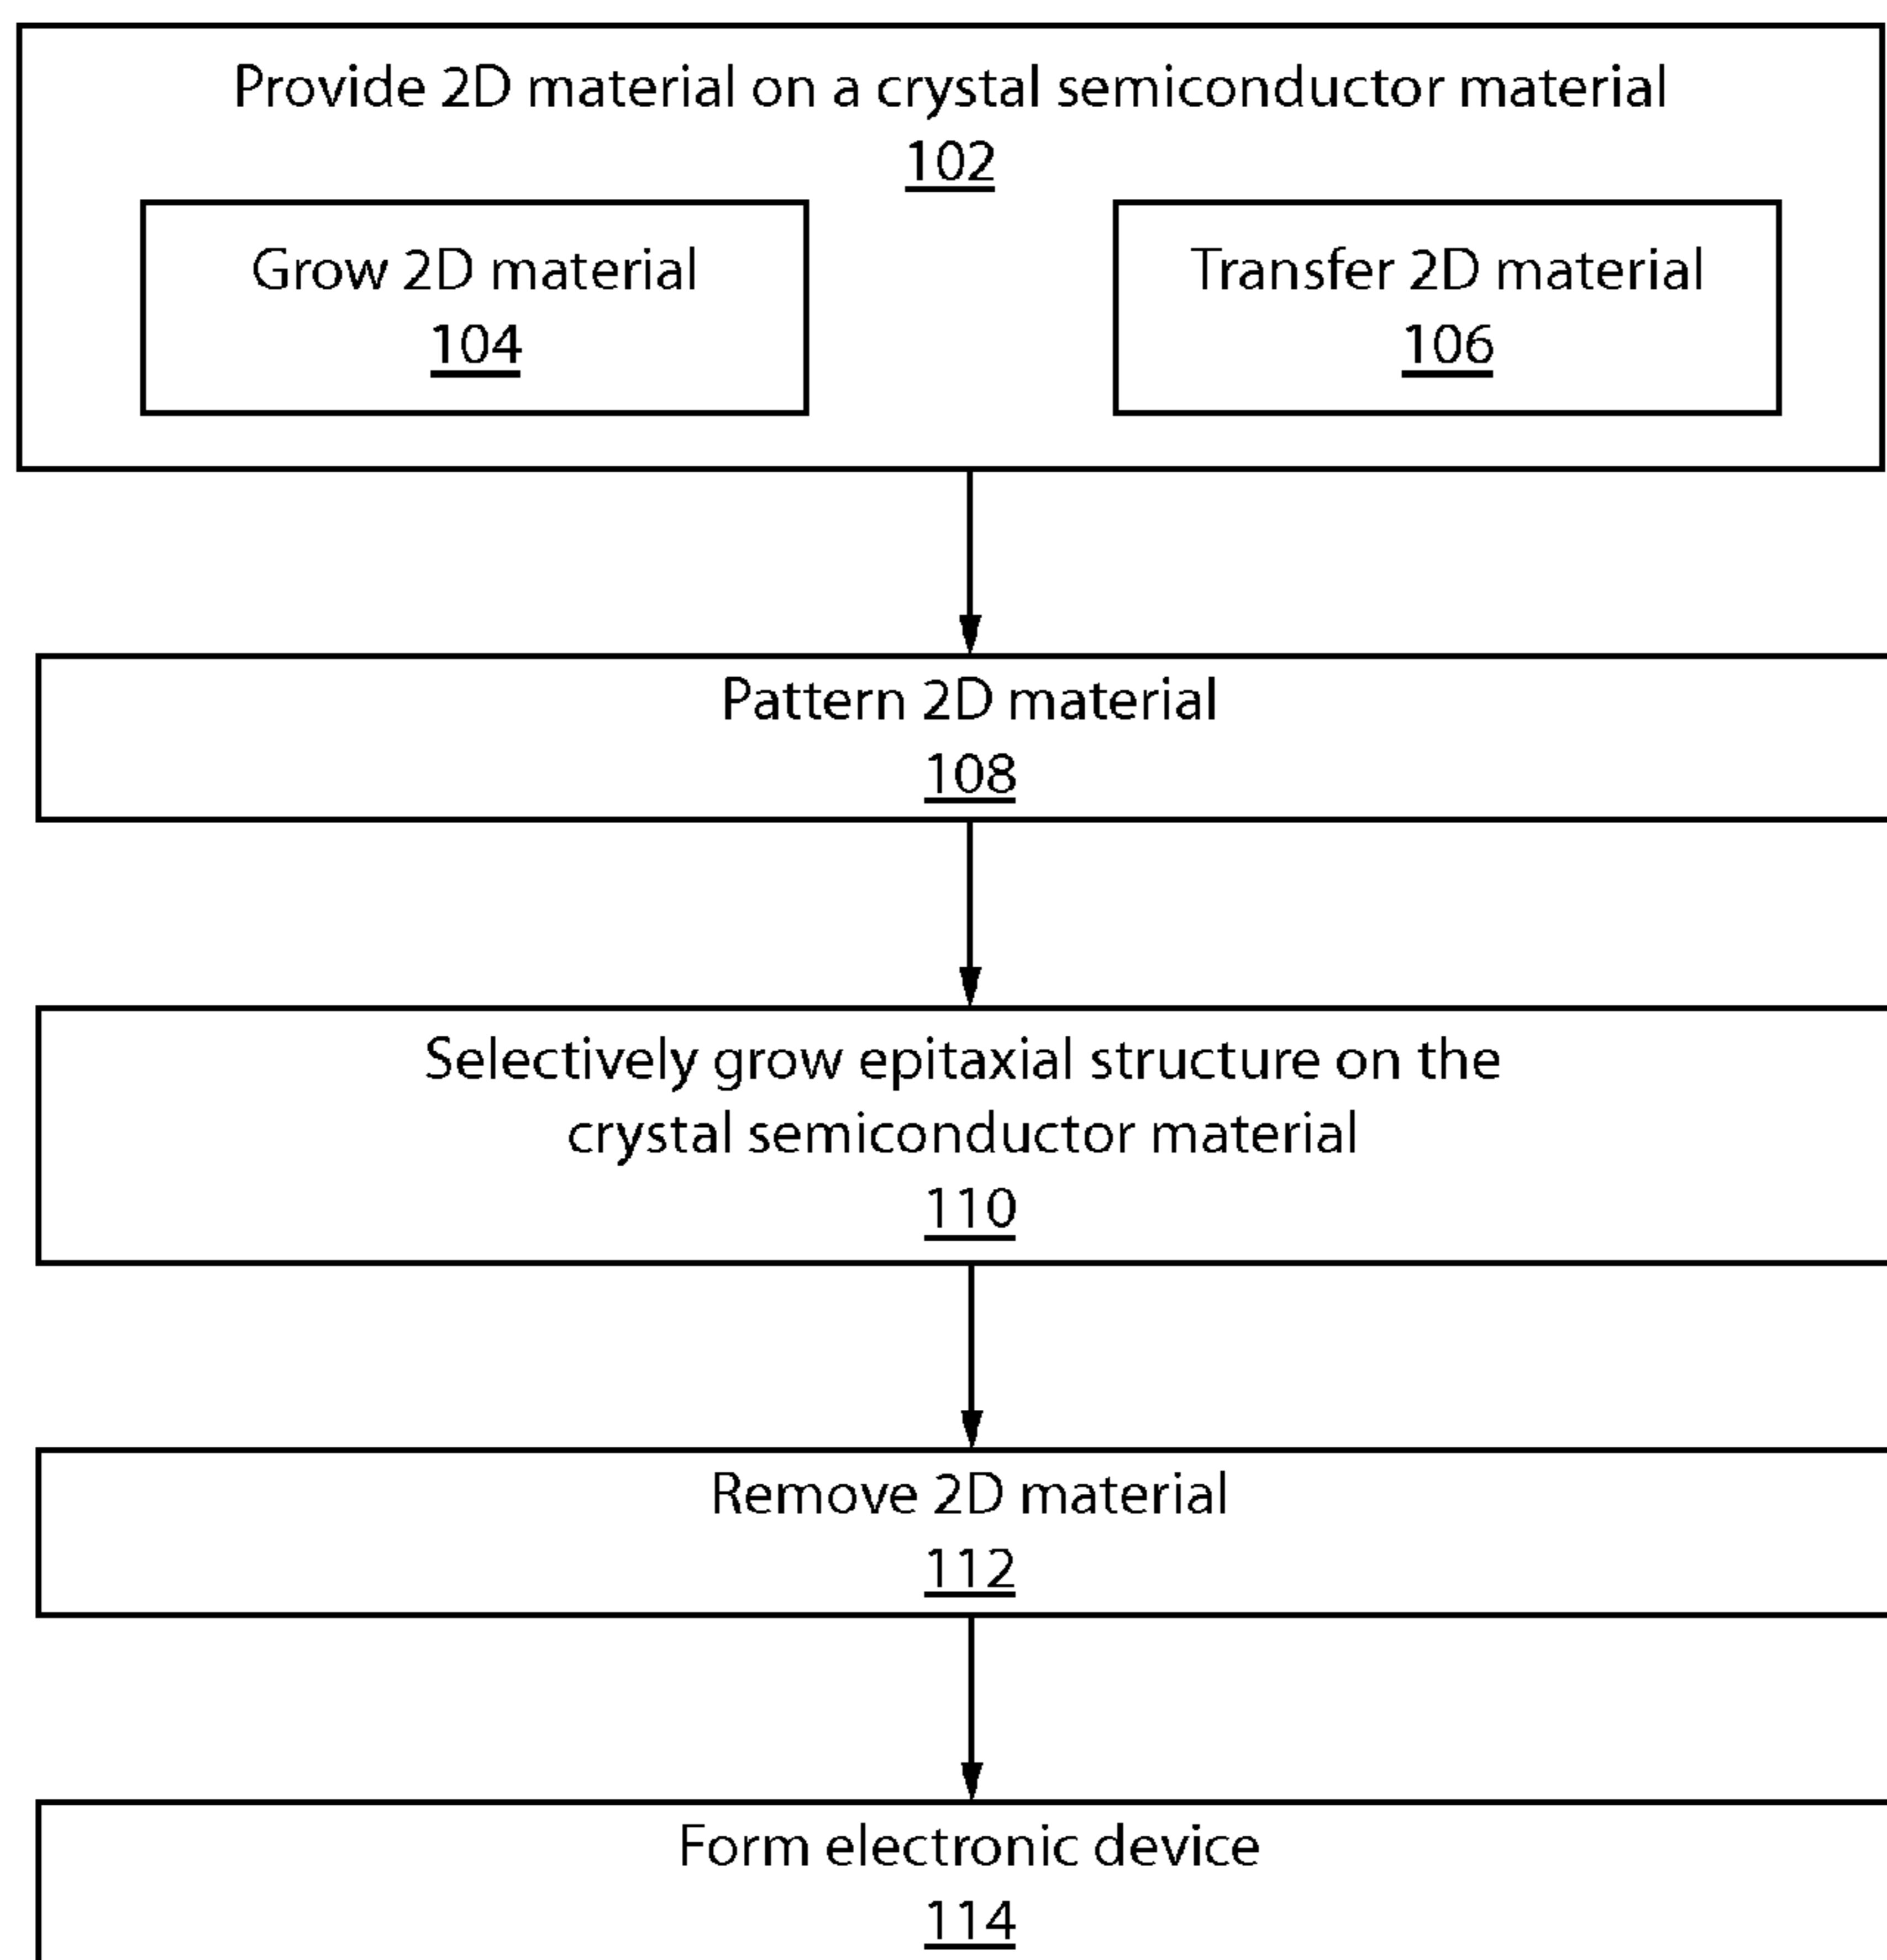 Provide 2D material on a crystal semiconductor material
102
Grow 2D material
104
Transfer 2D material
106
Pattern 2D material
108
Selectively grow epitaxial structure on the
crystal semiconductor material
110
Remove 2D material
112
Form electronic device
114